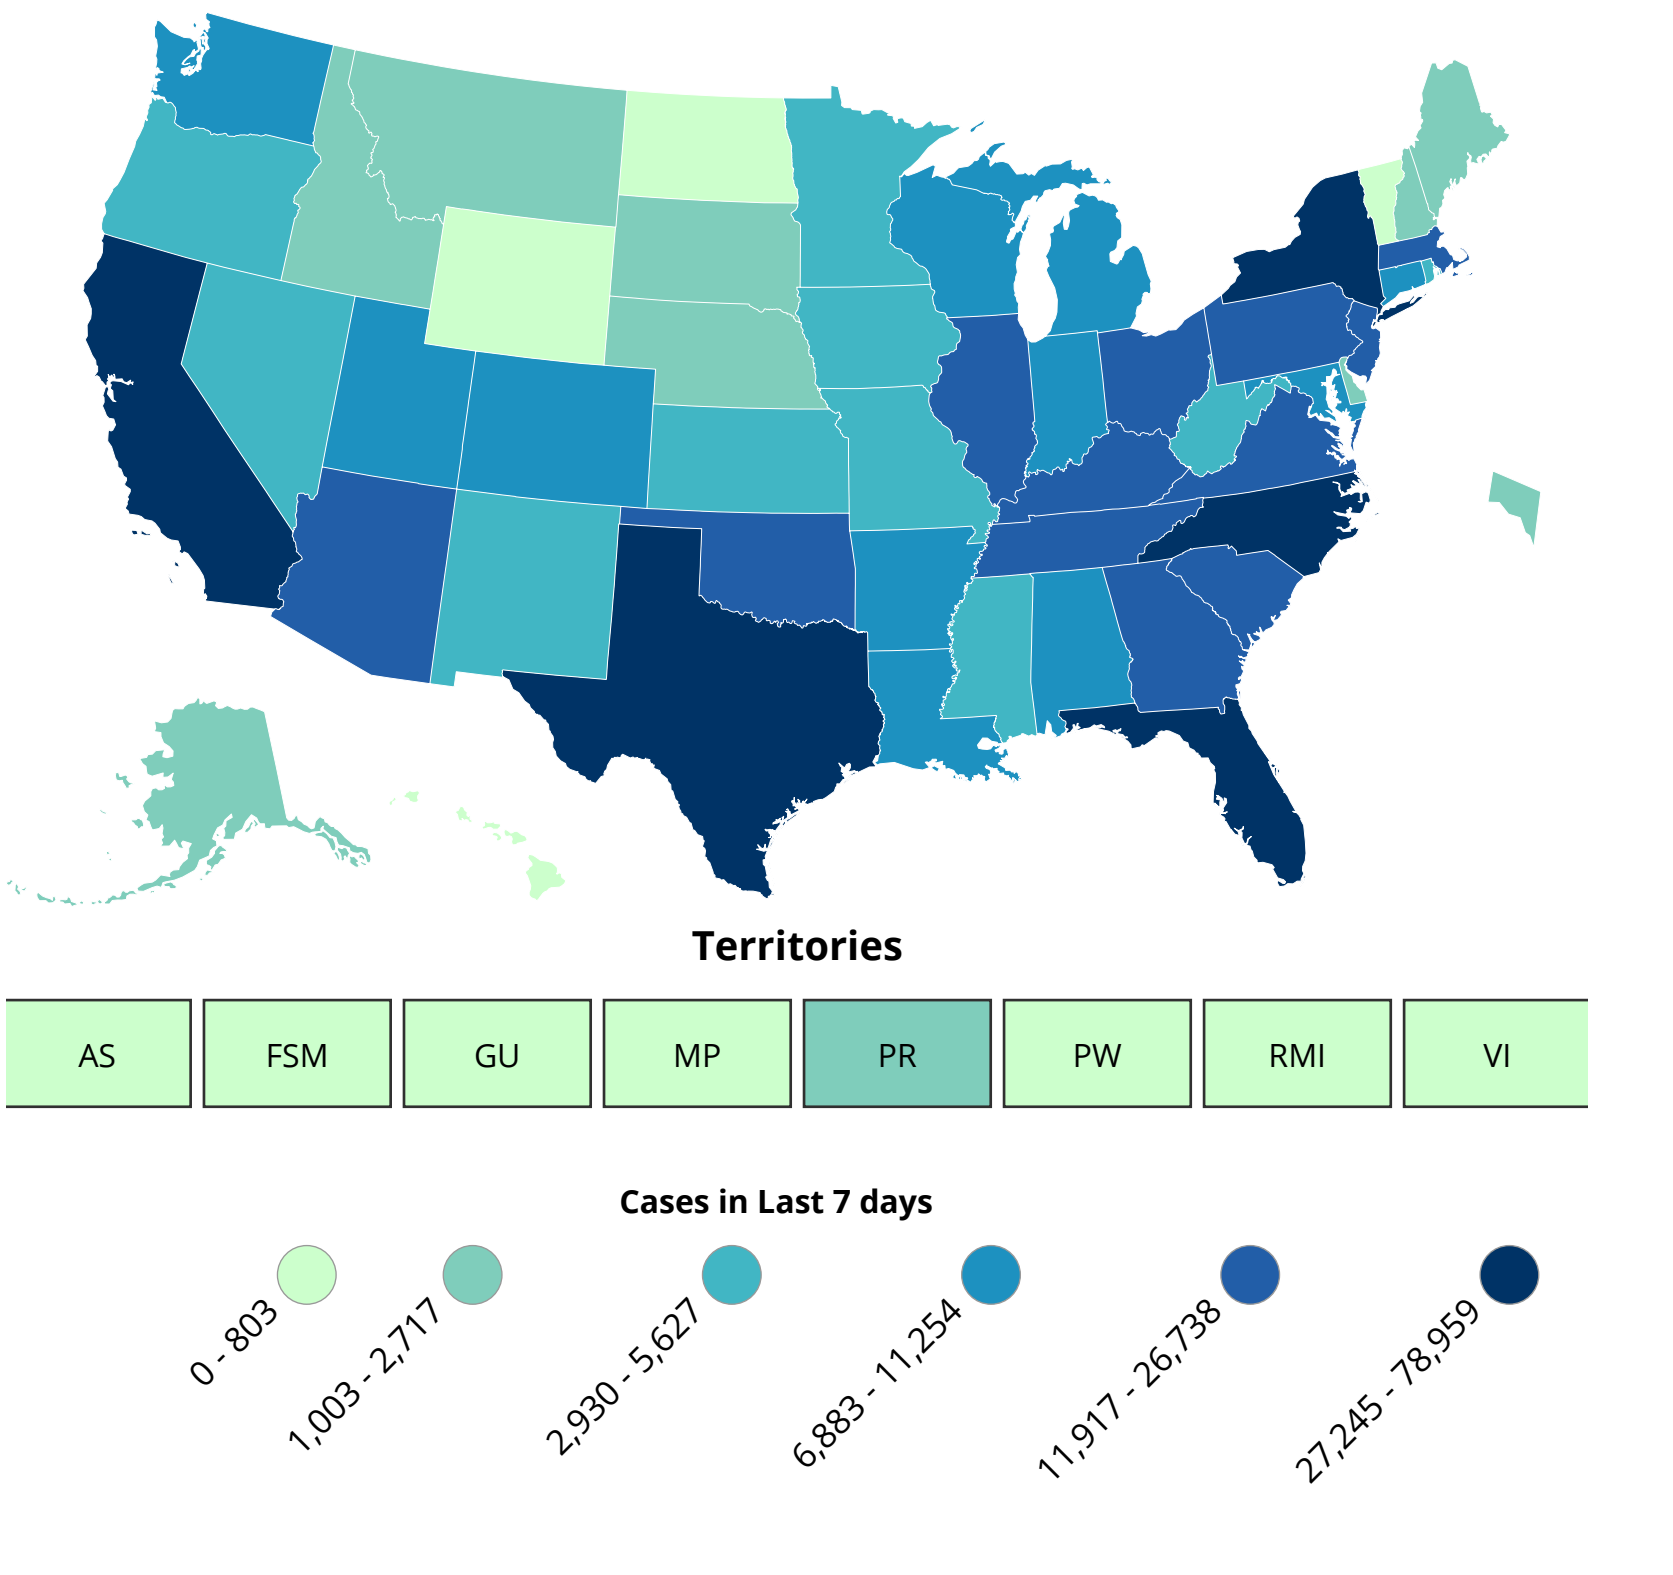 Territories
AS FSM GU MP PR PW RMI VI
Cases in Last 7 days
0 - 803
1,003 - 2,717
2,930 - 5,627
6,883 - 11,254
11,917 - 26,738
27,245 - 78,959